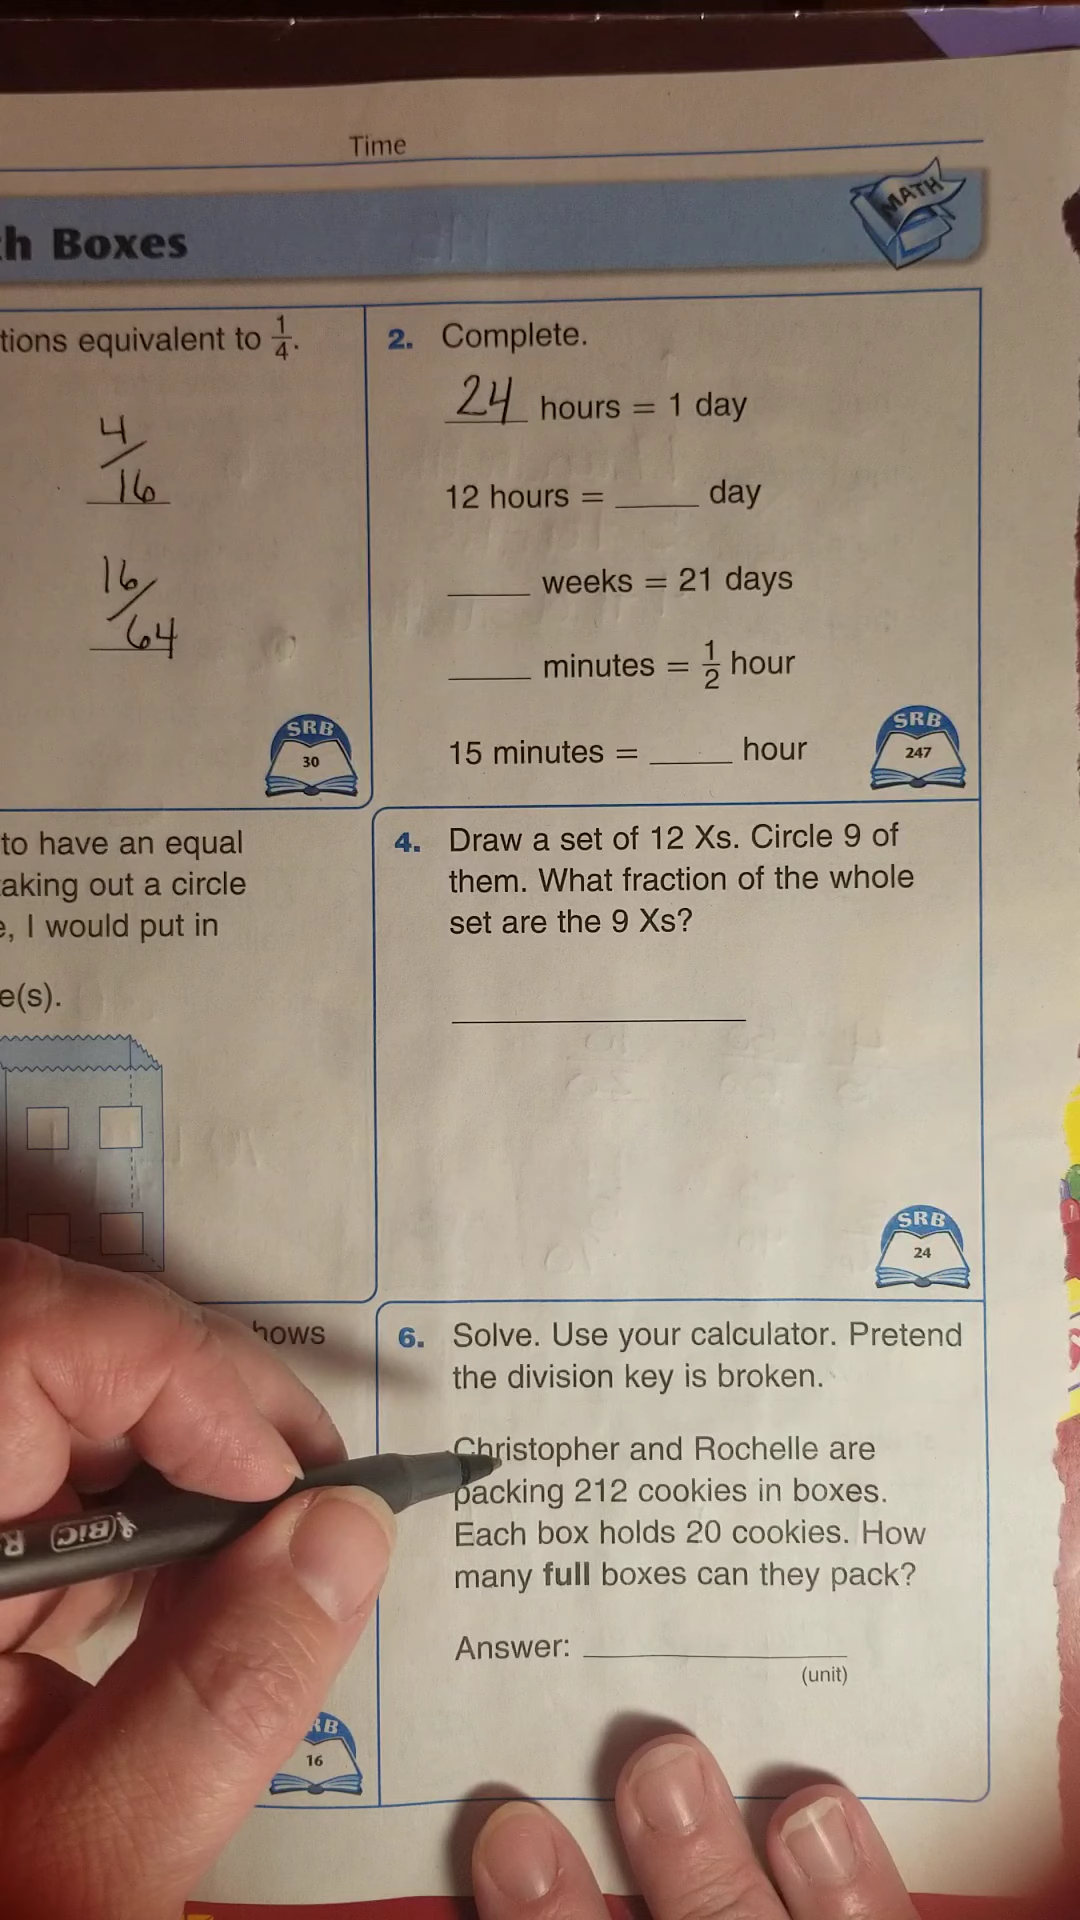 Time
MATH
h Boxes
tions equivalent to 1/4.
4/16
16/64
SRB
30
2. Complete.
24 hours = 1 day
12 hours = _____ day
_____ weeks = 21 days
_____ minutes = 1/2 hour
15 minutes = _____ hour
SRB
247
to have an equal
aking out a circle
e, I would put in
e(s).
4. Draw a set of 12 Xs. Circle 9 of
them. What fraction of the whole
set are the 9 Xs?
SRB
24
hows
RB
16
6. Solve. Use your calculator. Pretend
the division key is broken.
Christopher and Rochelle are
packing 212 cookies in boxes.
Each box holds 20 cookies. How
many full boxes can they pack?
Answer: _____
(unit)
BIC
R